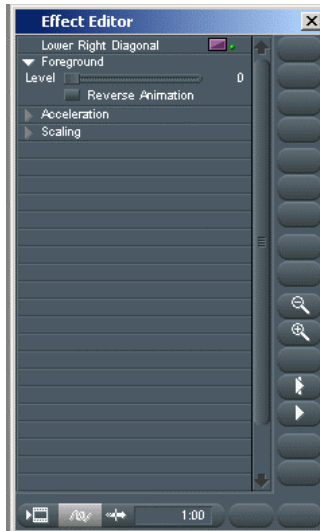 Effect Editor
Lower Right Diagonal
Foreground
Level 0
Reverse Animation
Acceleration
Scaling
1:00